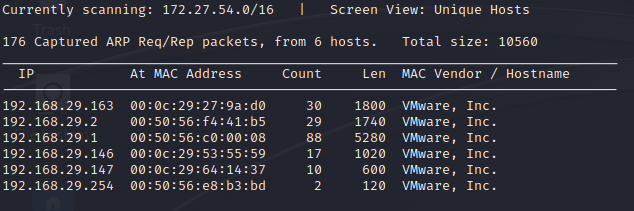 Currently scanning: 172.27.54.0/16   |   Screen View: Unique Hosts
176 Captured ARP Req/Rep packets, from 6 hosts.   Total size: 10560
IP            At MAC Address     Count     Len  MAC Vendor / Hostname
192.168.29.163  00:0c:29:27:9a:d0     30    1800  VMware, Inc.
192.168.29.2    00:50:56:f4:41:b5     29    1740  VMware, Inc.
192.168.29.1    00:50:56:c0:00:08     88    5280  VMware, Inc.
192.168.29.146  00:0c:29:53:55:59     17    1020  VMware, Inc.
192.168.29.147  00:0c:29:64:14:37     10     600  VMware, Inc.
192.168.29.254  00:50:56:e8:b3:bd      2     120  VMware, Inc.